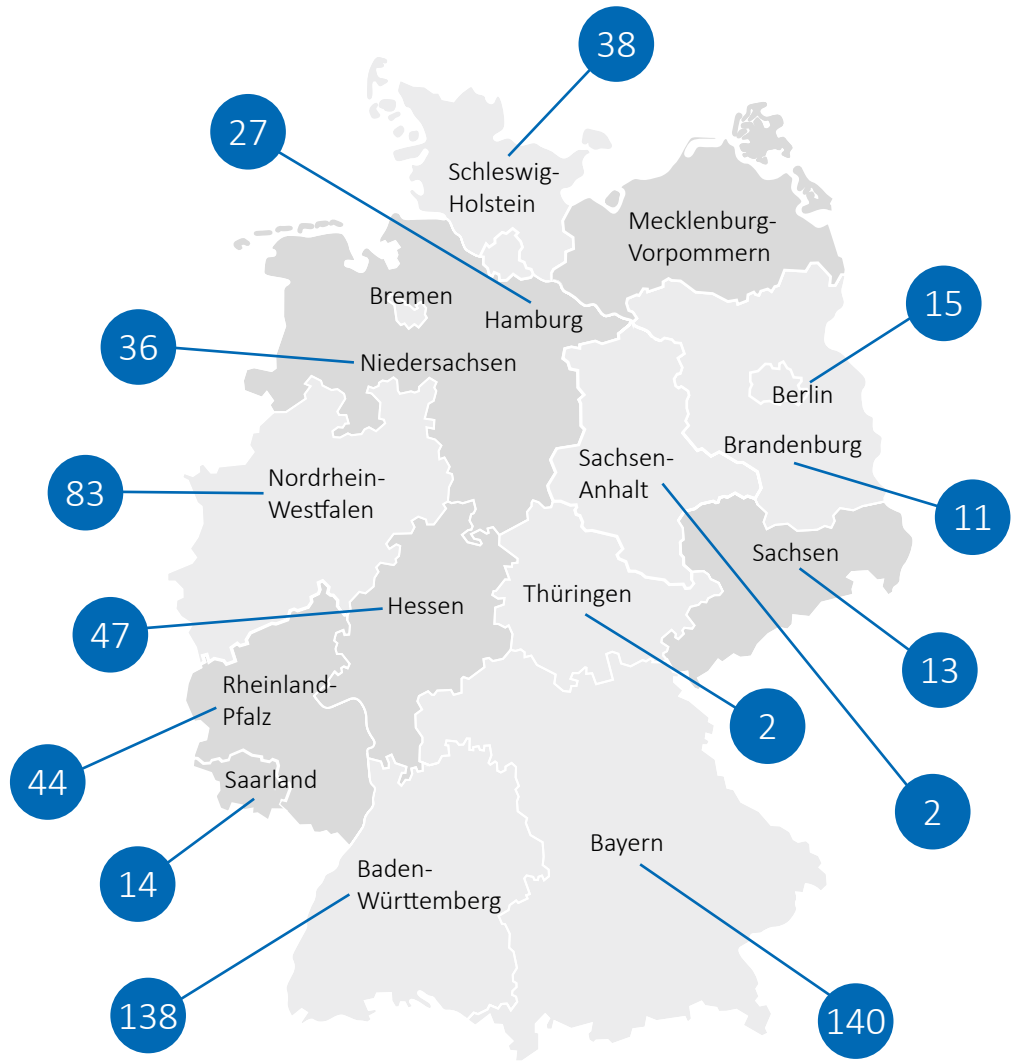 38
27
Schleswig-
Holstein
Mecklenburg-
Vorpommern
Bremen
Hamburg
15
36
Niedersachsen
Berlin
Brandenburg
Sachsen-
Anhalt
83
Nordrhein-
Westfalen
11
Sachsen
Thüringen
Hessen
47
13
Rheinland-
Pfalz
2
44
Saarland
2
Bayern
14
Baden-
Württemberg
138
140